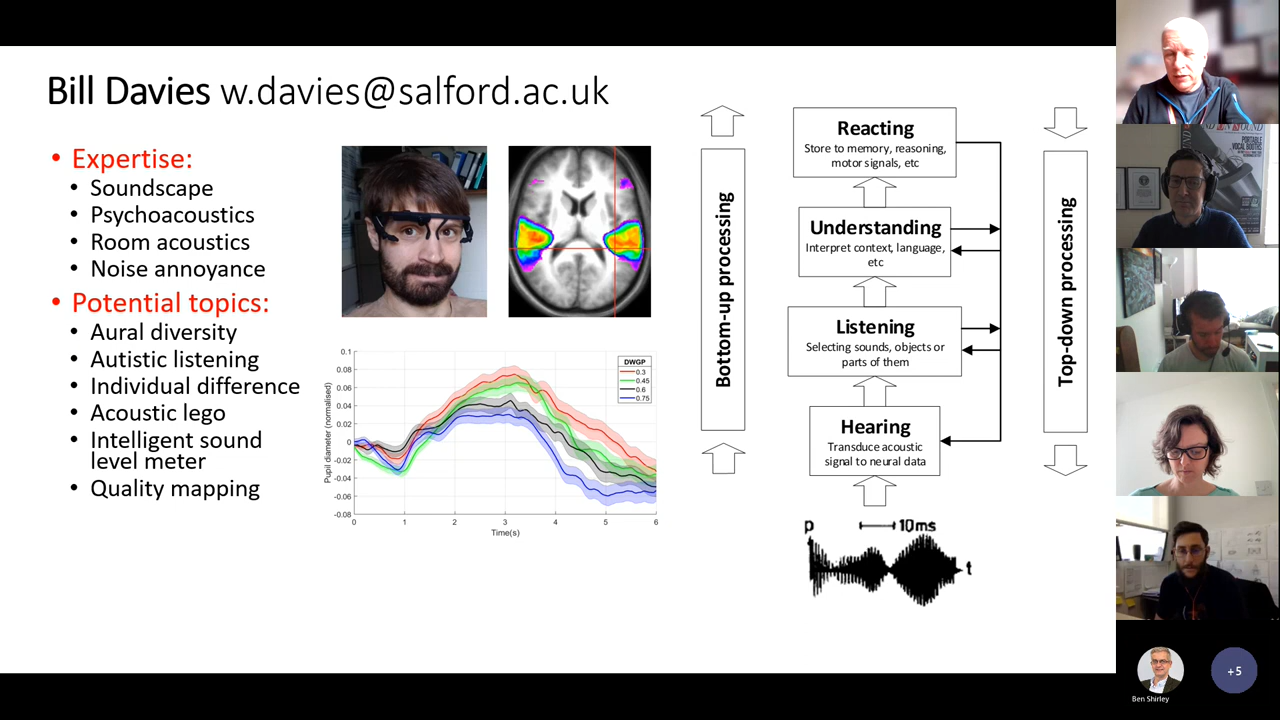 Bill Davies w.davies@salford.ac.uk
• Expertise:
• Soundscape
• Psychoacoustics
• Room acoustics
• Noise annoyance
• Potential topics:
• Aural diversity
• Autistic listening
• Individual difference
• Acoustic lego
• Intelligent sound
level meter
• Quality mapping
0.1
0.08
0.06
0.04
0.02
0
-0.02
-0.04
-0.06
-0.08
Pupil diameter (normalised)
0 1 2 3 4 5 6
Time(s)
DWGP
0.3
0.45
0.6
0.75
Bottom-up processing
Reacting
Store to memory, reasoning,
motor signals, etc
Understanding
Interpret context, language,
etc
Listening
Selecting sounds, objects or
parts of them
Hearing
Transduce acoustic
signal to neural data
p 10ms
t
Top-down processing
PORTABLE
VOCAL BOOTHS
Ben Shirley
+5